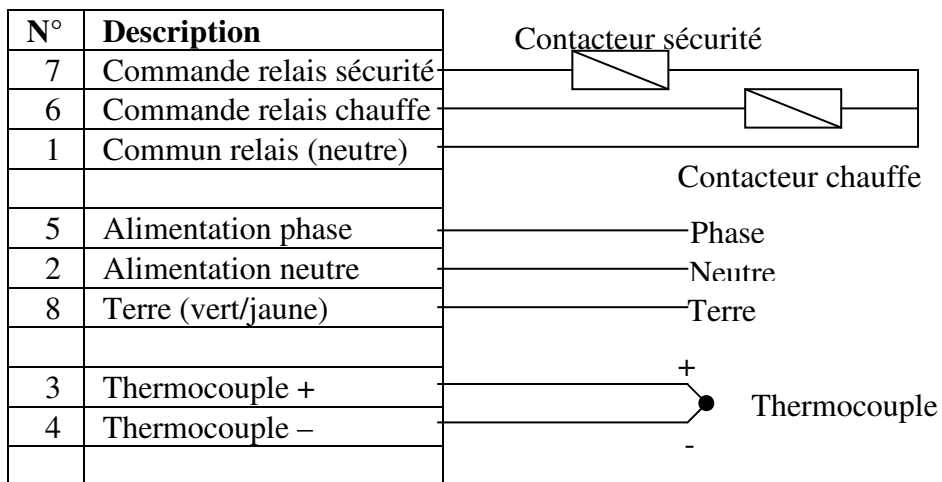 N° Description
Contacteur sécurité
7 Commande relais sécurité
6 Commande relais chauffe
1 Commun relais (neutre)
Contacteur chauffe
5 Alimentation phase Phase
2 Alimentation neutre Neutre
8 Terre (vert/jaune) Terre
+
3 Thermocouple +
Thermocouple
4 Thermocouple –
-